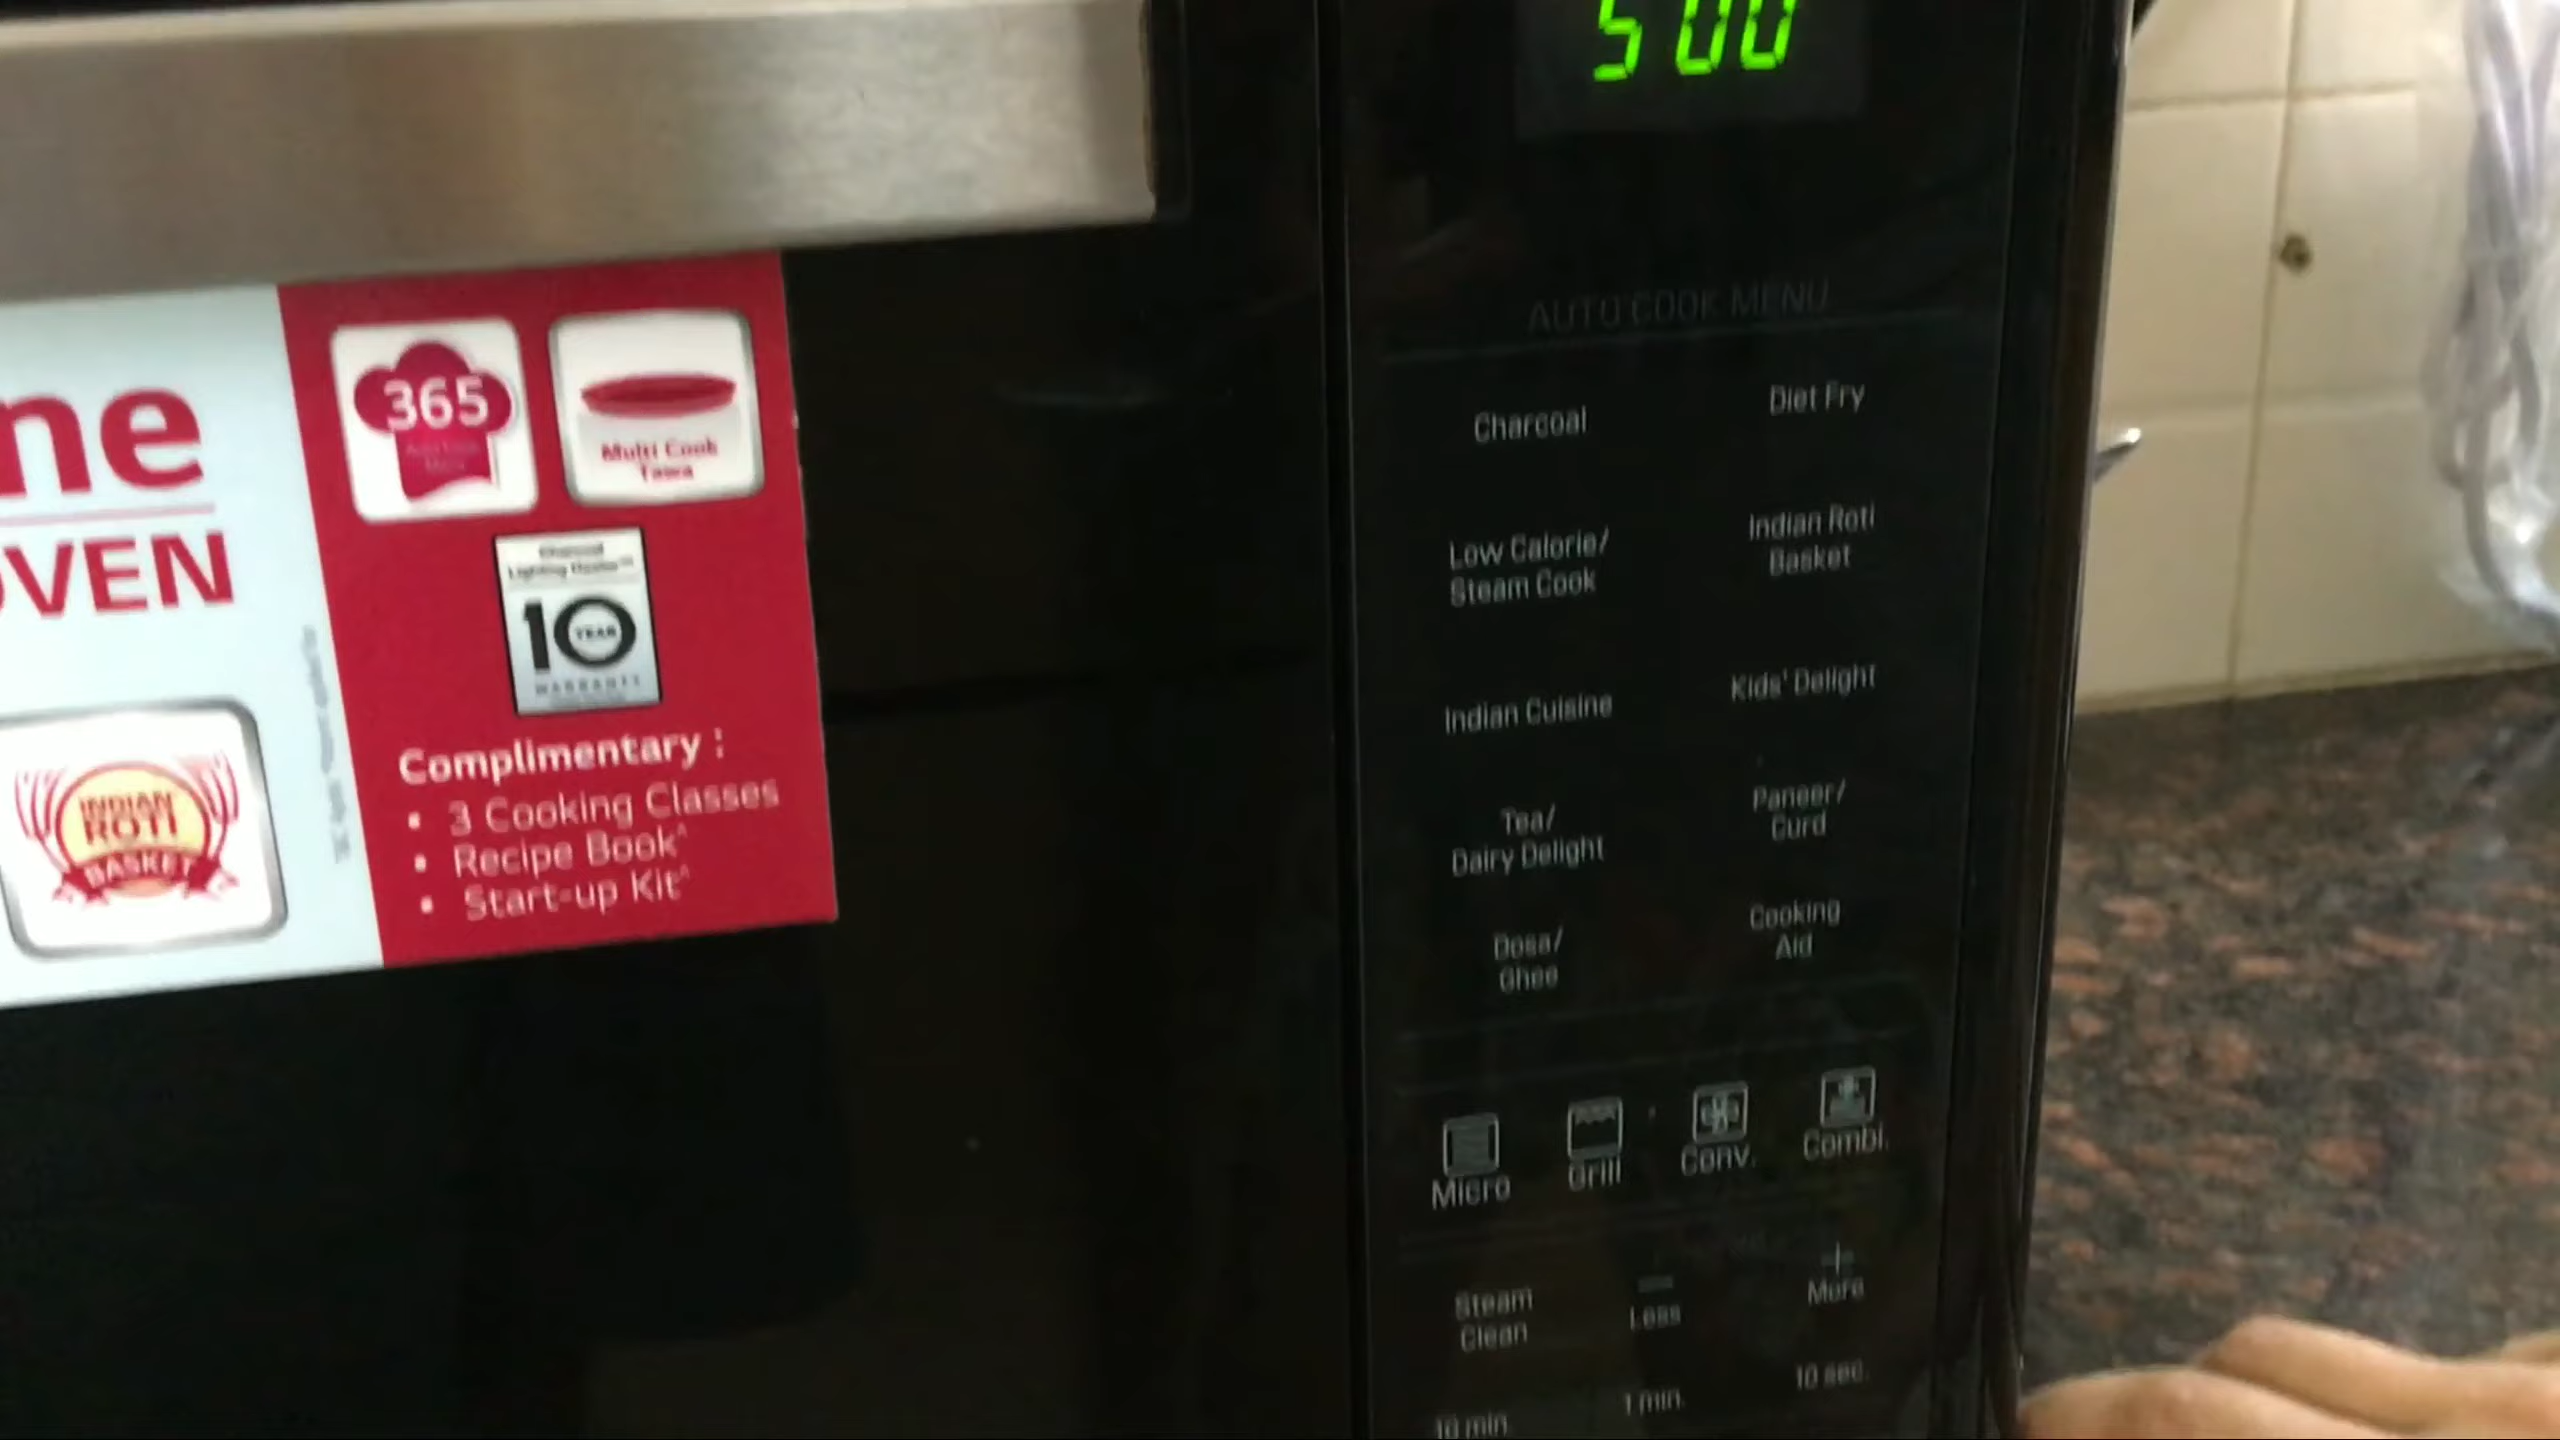 500
ne
OVEN
365
Multi Cook
Tawa
Charcoal
10
YEAR
WARRANTY
INDIAN
ROTI
BASKET
Complimentary :
• 3 Cooking Classes
• Recipe Book^
• Start-up Kit^
AUTO COOK MENU
Charcoal
Diet Fry
Low Calorie/
Steam Cook
Indian Roti
Basket
Indian Cuisine
Kids' Delight
Tea/
Dairy Delight
Paneer/
Curd
Dosa/
Ghee
Cooking
Aid
Micro
Grill
Conv.
Combi.
Steam
Clean
Less
More
10 min.
1 min.
10 sec.